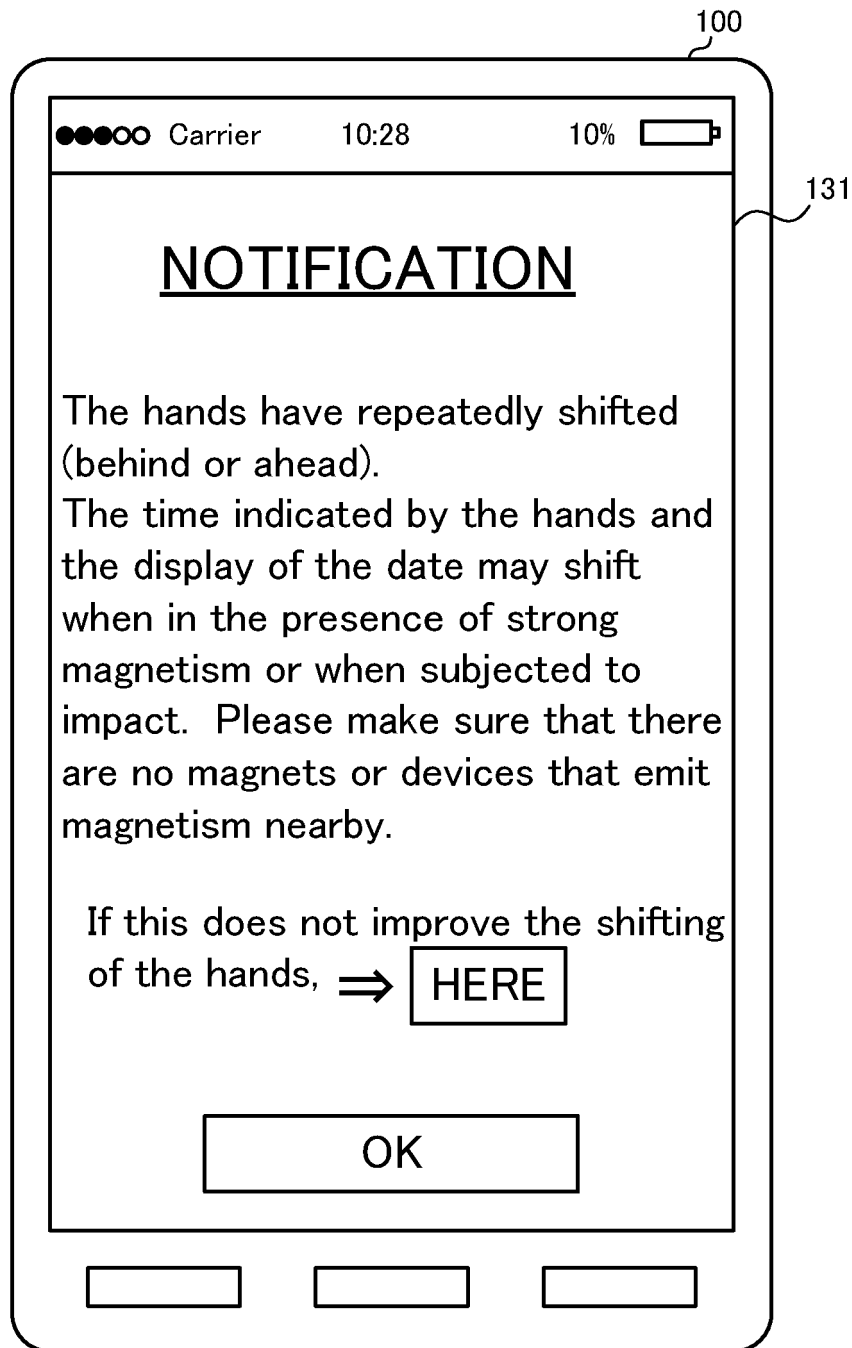 100
●●●○○ Carrier 10:28 10%
131
NOTIFICATION
The hands have repeatedly shifted
(behind or ahead).
The time indicated by the hands and
the display of the date may shift
when in the presence of strong
magnetism or when subjected to
impact.  Please make sure that there
are no magnets or devices that emit
magnetism nearby.
If this does not improve the shifting
of the hands, ⇒ HERE
OK